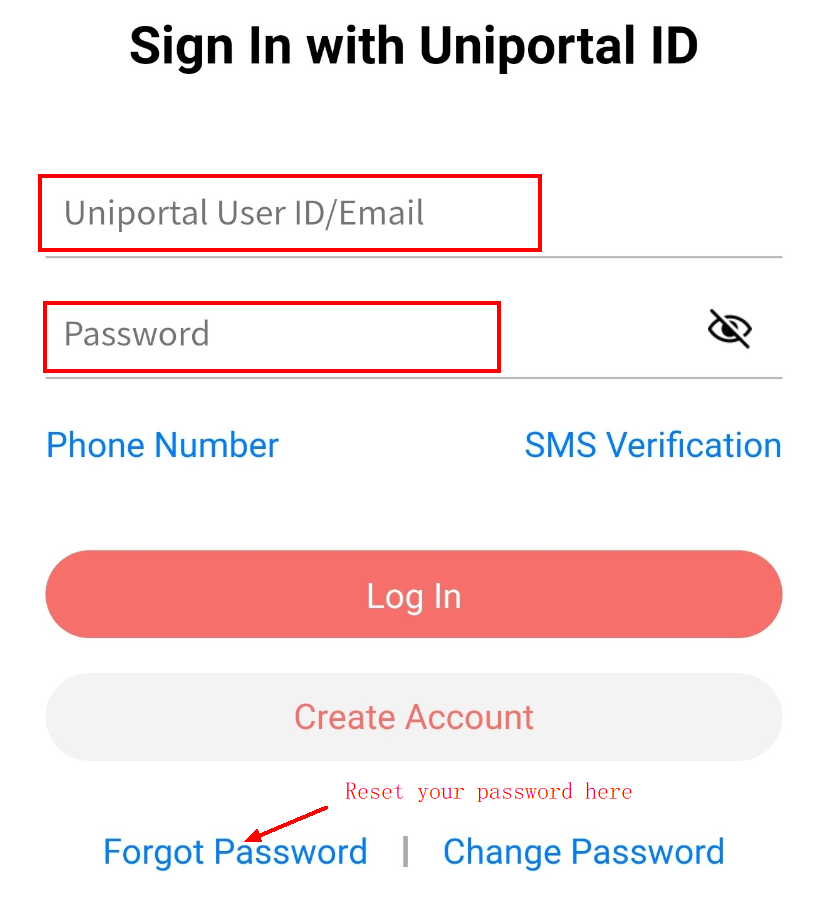 Sign In with Uniportal ID
Uniportal User ID/Email
Password
Phone Number SMS Verification
Log In
Create Account
Reset your password here
Forgot Password | Change Password